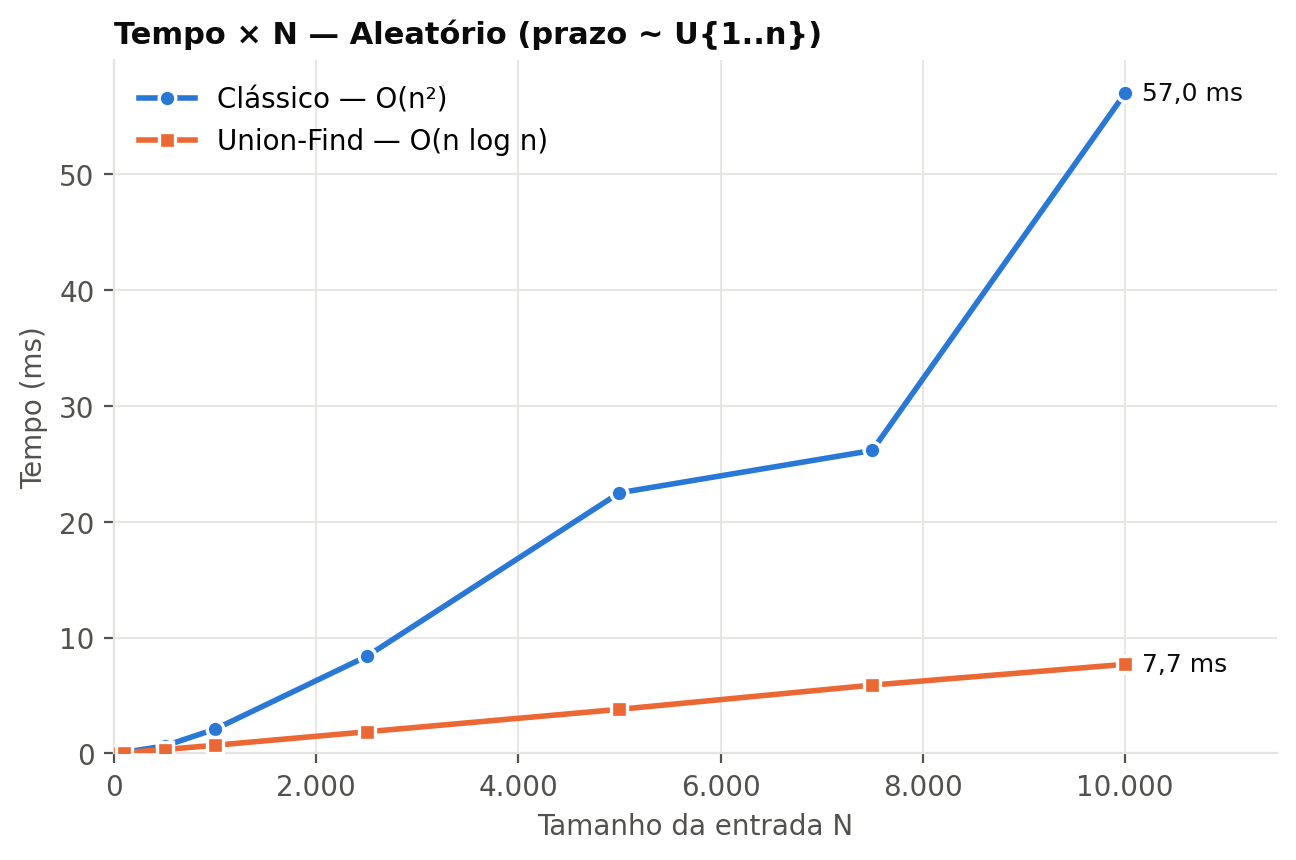 Tempo × N — Aleatório (prazo ~ U{1..n})
Clássico — O(n²)
Union-Find — O(n log n)
57,0 ms
7,7 ms
50
40
30
20
10
0
Tempo (ms)
0 2.000 4.000 6.000 8.000 10.000
Tamanho da entrada N